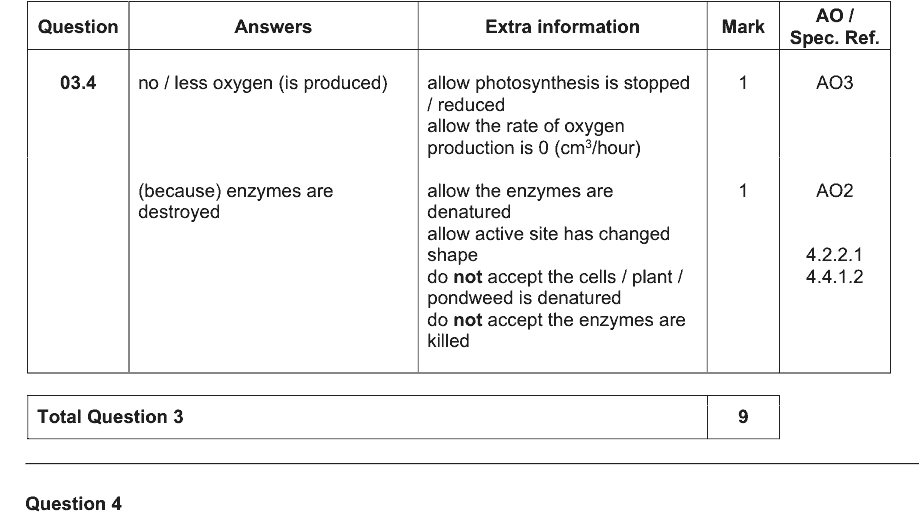 Question Answers Extra information Mark AO /
Spec. Ref.
03.4 no / less oxygen (is produced) allow photosynthesis is stopped 1 AO3
/ reduced
allow the rate of oxygen
production is 0 (cm³/hour)
(because) enzymes are allow the enzymes are 1 AO2
destroyed denatured
allow active site has changed
shape 4.2.2.1
do not accept the cells / plant / 4.4.1.2
pondweed is denatured
do not accept the enzymes are
killed
Total Question 3 9
Question 4